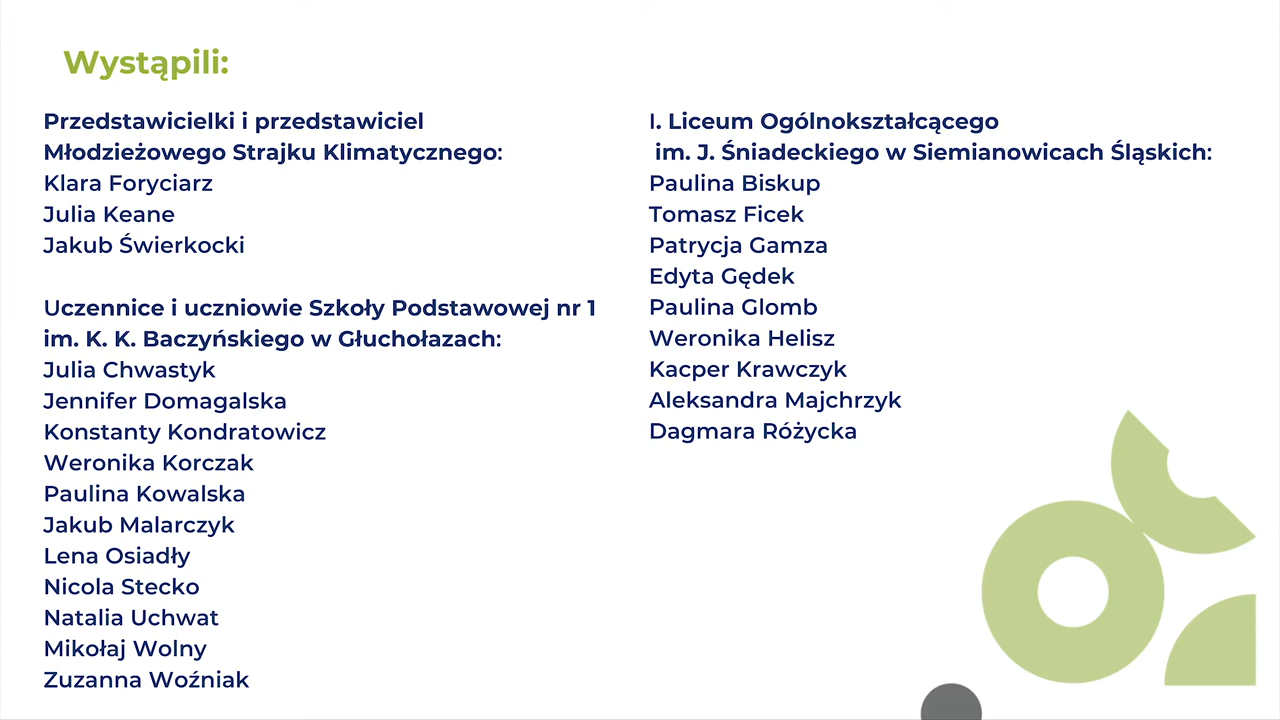 Wystąpili:
Przedstawicielki i przedstawiciel
Młodzieżowego Strajku Klimatycznego:
Klara Foryciarz
Julia Keane
Jakub Świerkocki
Uczennice i uczniowie Szkoły Podstawowej nr 1
im. K. K. Baczyńskiego w Głuchołazach:
Julia Chwastyk
Jennifer Domagalska
Konstanty Kondratowicz
Weronika Korczak
Paulina Kowalska
Jakub Malarczyk
Lena Osiadły
Nicola Stecko
Natalia Uchwat
Mikołaj Wolny
Zuzanna Woźniak
I. Liceum Ogólnokształcącego
im. J. Śniadeckiego w Siemianowicach Śląskich:
Paulina Biskup
Tomasz Ficek
Patrycja Gamza
Edyta Gędek
Paulina Glomb
Weronika Helisz
Kacper Krawczyk
Aleksandra Majchrzyk
Dagmara Różycka